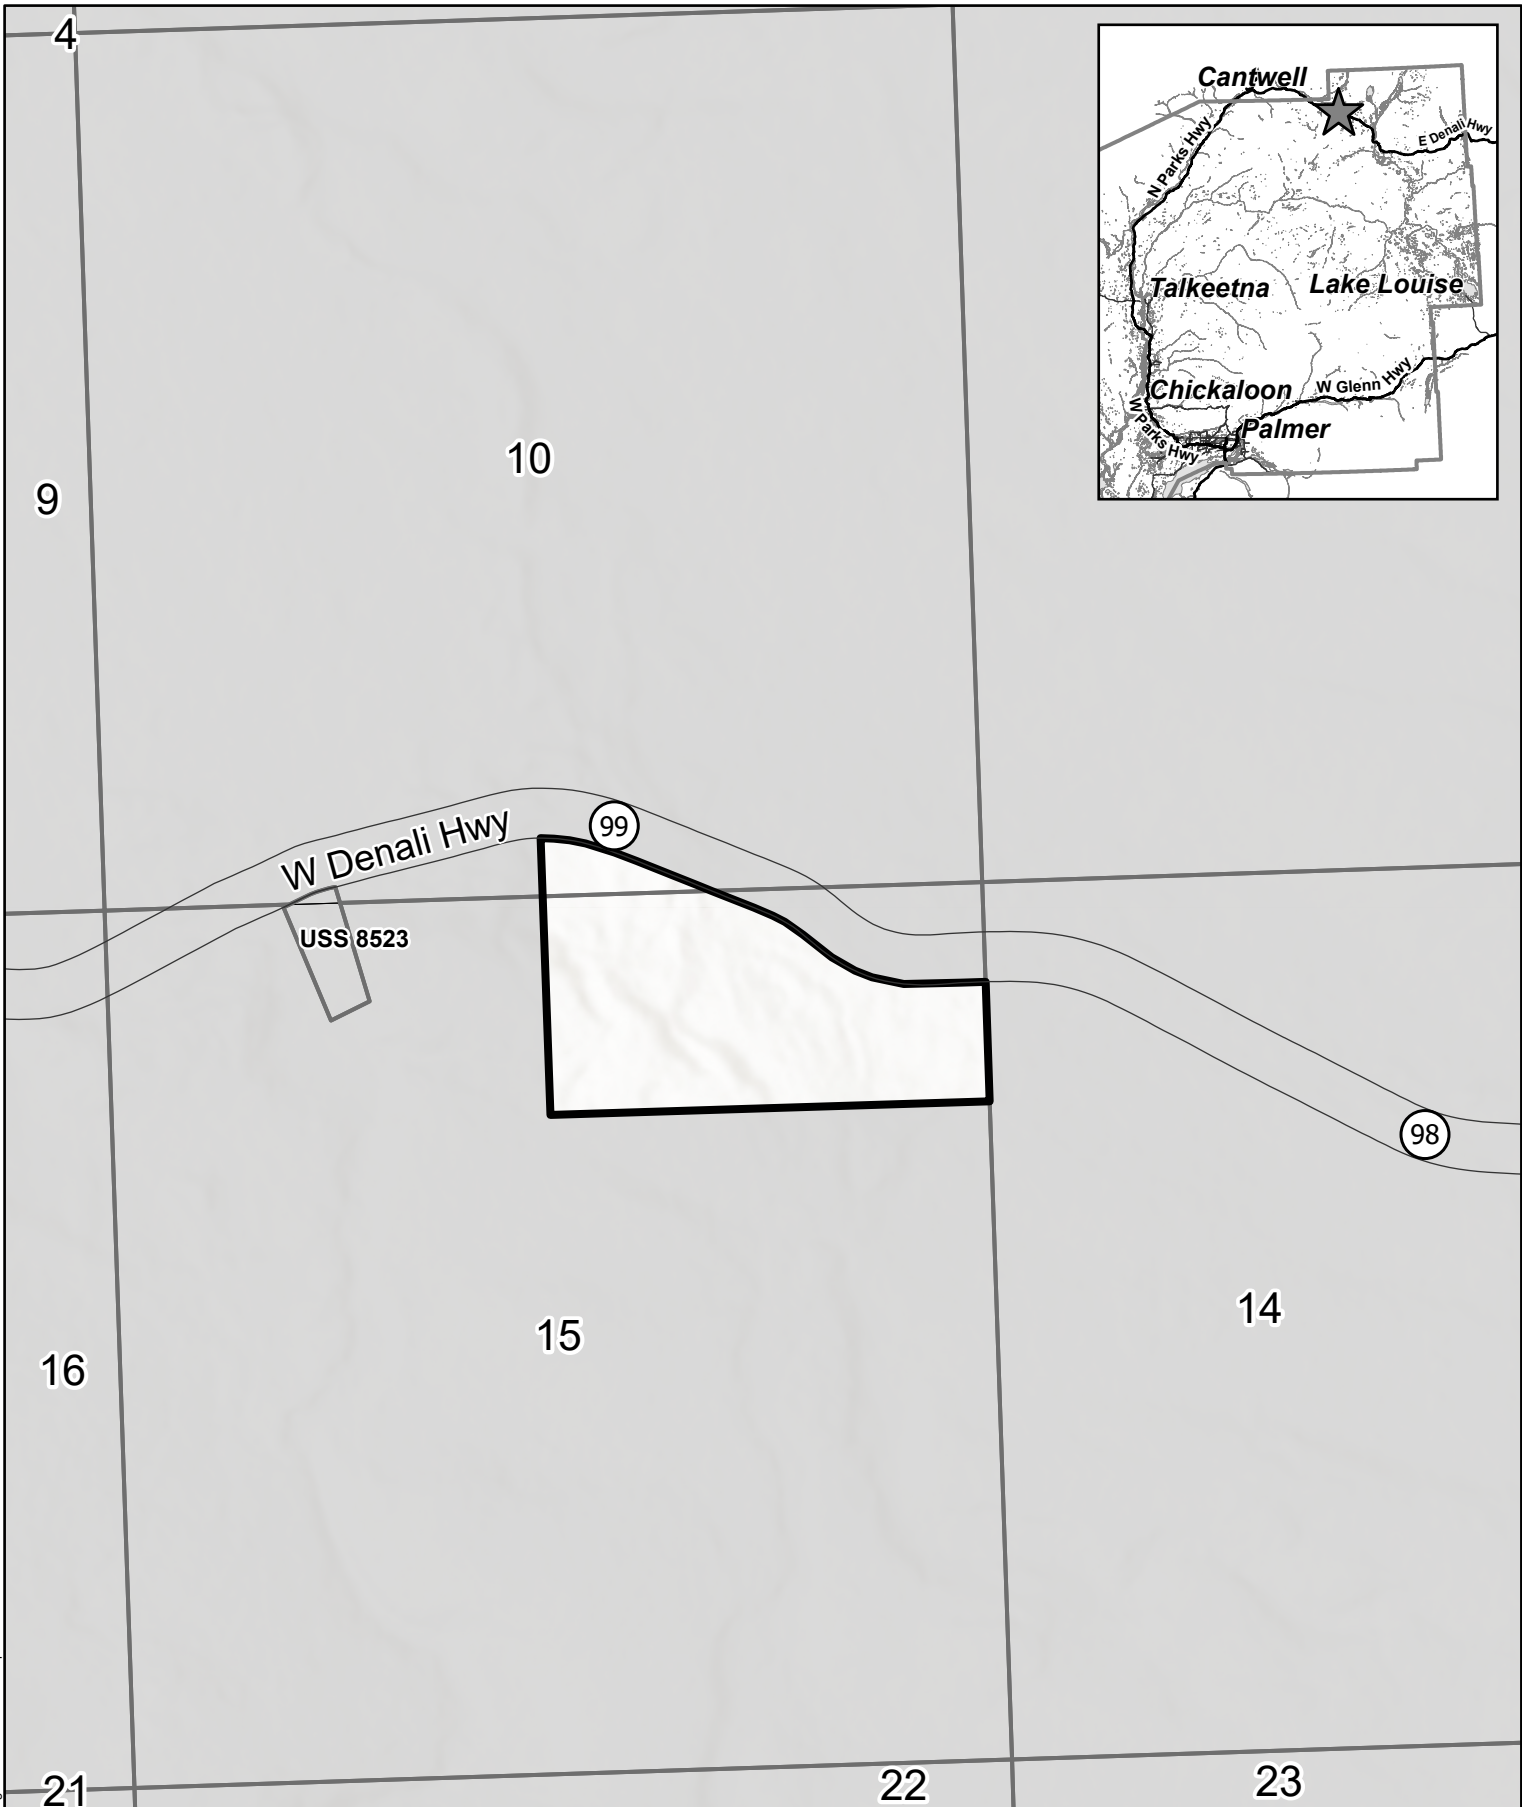 4
Cantwell
E Denali Hwy
N Parks Hwy
Talkeetna
Lake Louise
Chickaloon
W Glenn Hwy
W Parks Hwy
Palmer
10
9
W Denali Hwy
99
USS 8523
98
15
14
16
21
22
23